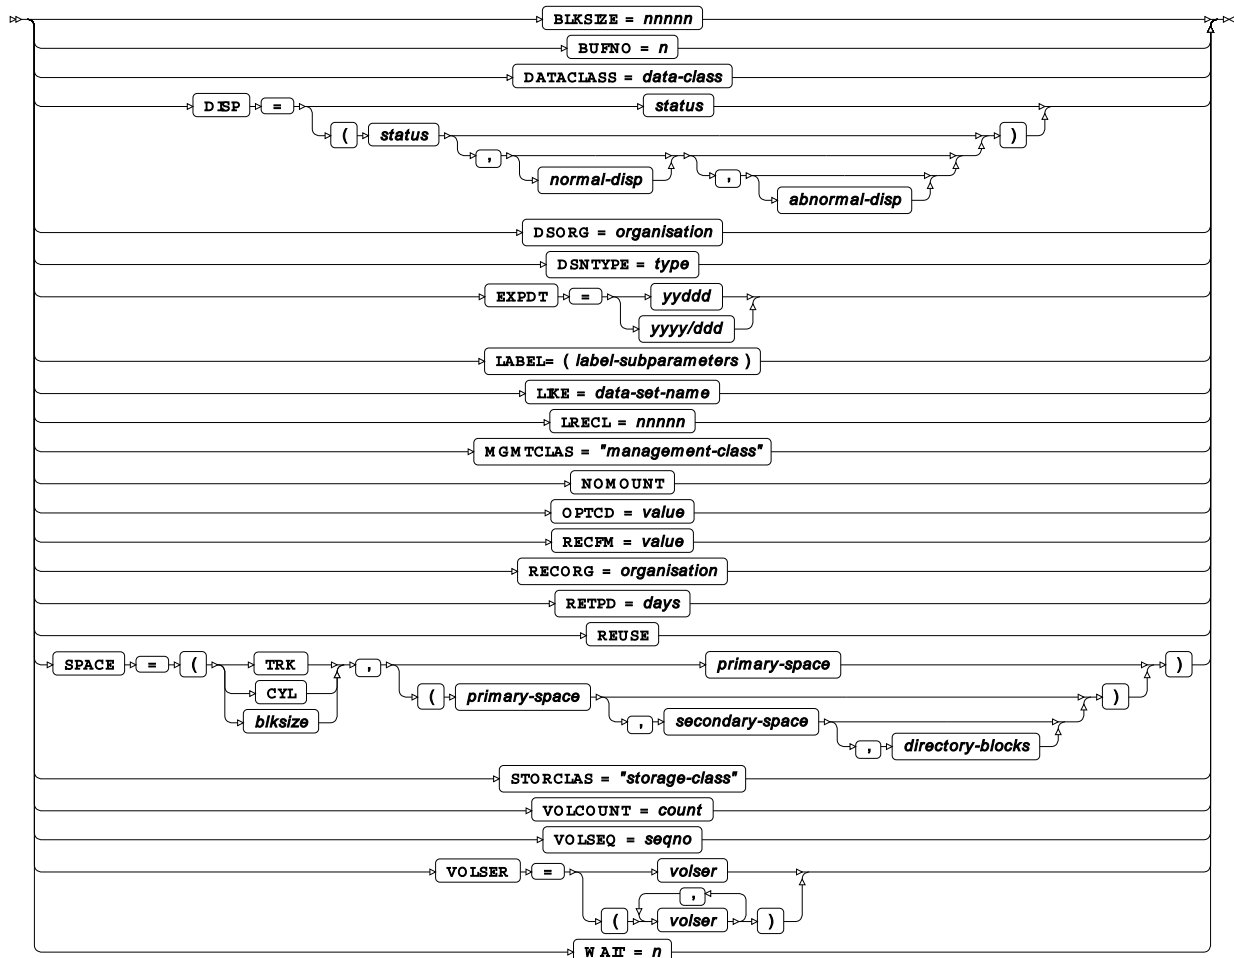 BLKSIZE = nnnnn
BUFNO = n
DATACLASS = data-class
DISP = status
( status )
, ,
normal-disp abnormal-disp
DSORG = organisation
DSNTYPE = type
EXPDT = yyddd
yyyy/ddd
LABEL= ( label-subparameters )
LIKE = data-set-name
LRECL = nnnnn
MGMTCLAS = "management-class"
NOMOUNT
OPTCD = value
RECFM = value
RECORG = organisation
RETPD = days
REUSE
SPACE = ( TRK , primary-space )
CYL ( primary-space )
blksize , secondary-space
, directory-blocks
STORCLAS = "storage-class"
VOLCOUNT = count
VOLSEQ = seqno
VOLSER = volser
,
( volser )
WAIT = n